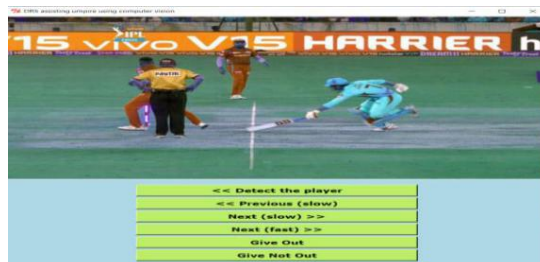 DRS assisting umpire using computer vision
V15 vivo V15 HARRIER h
IPL
PAYTM
<< Detect the player
<< Previous (slow)
Next (slow) >>
Next (fast) >>
Give Out
Give Not Out